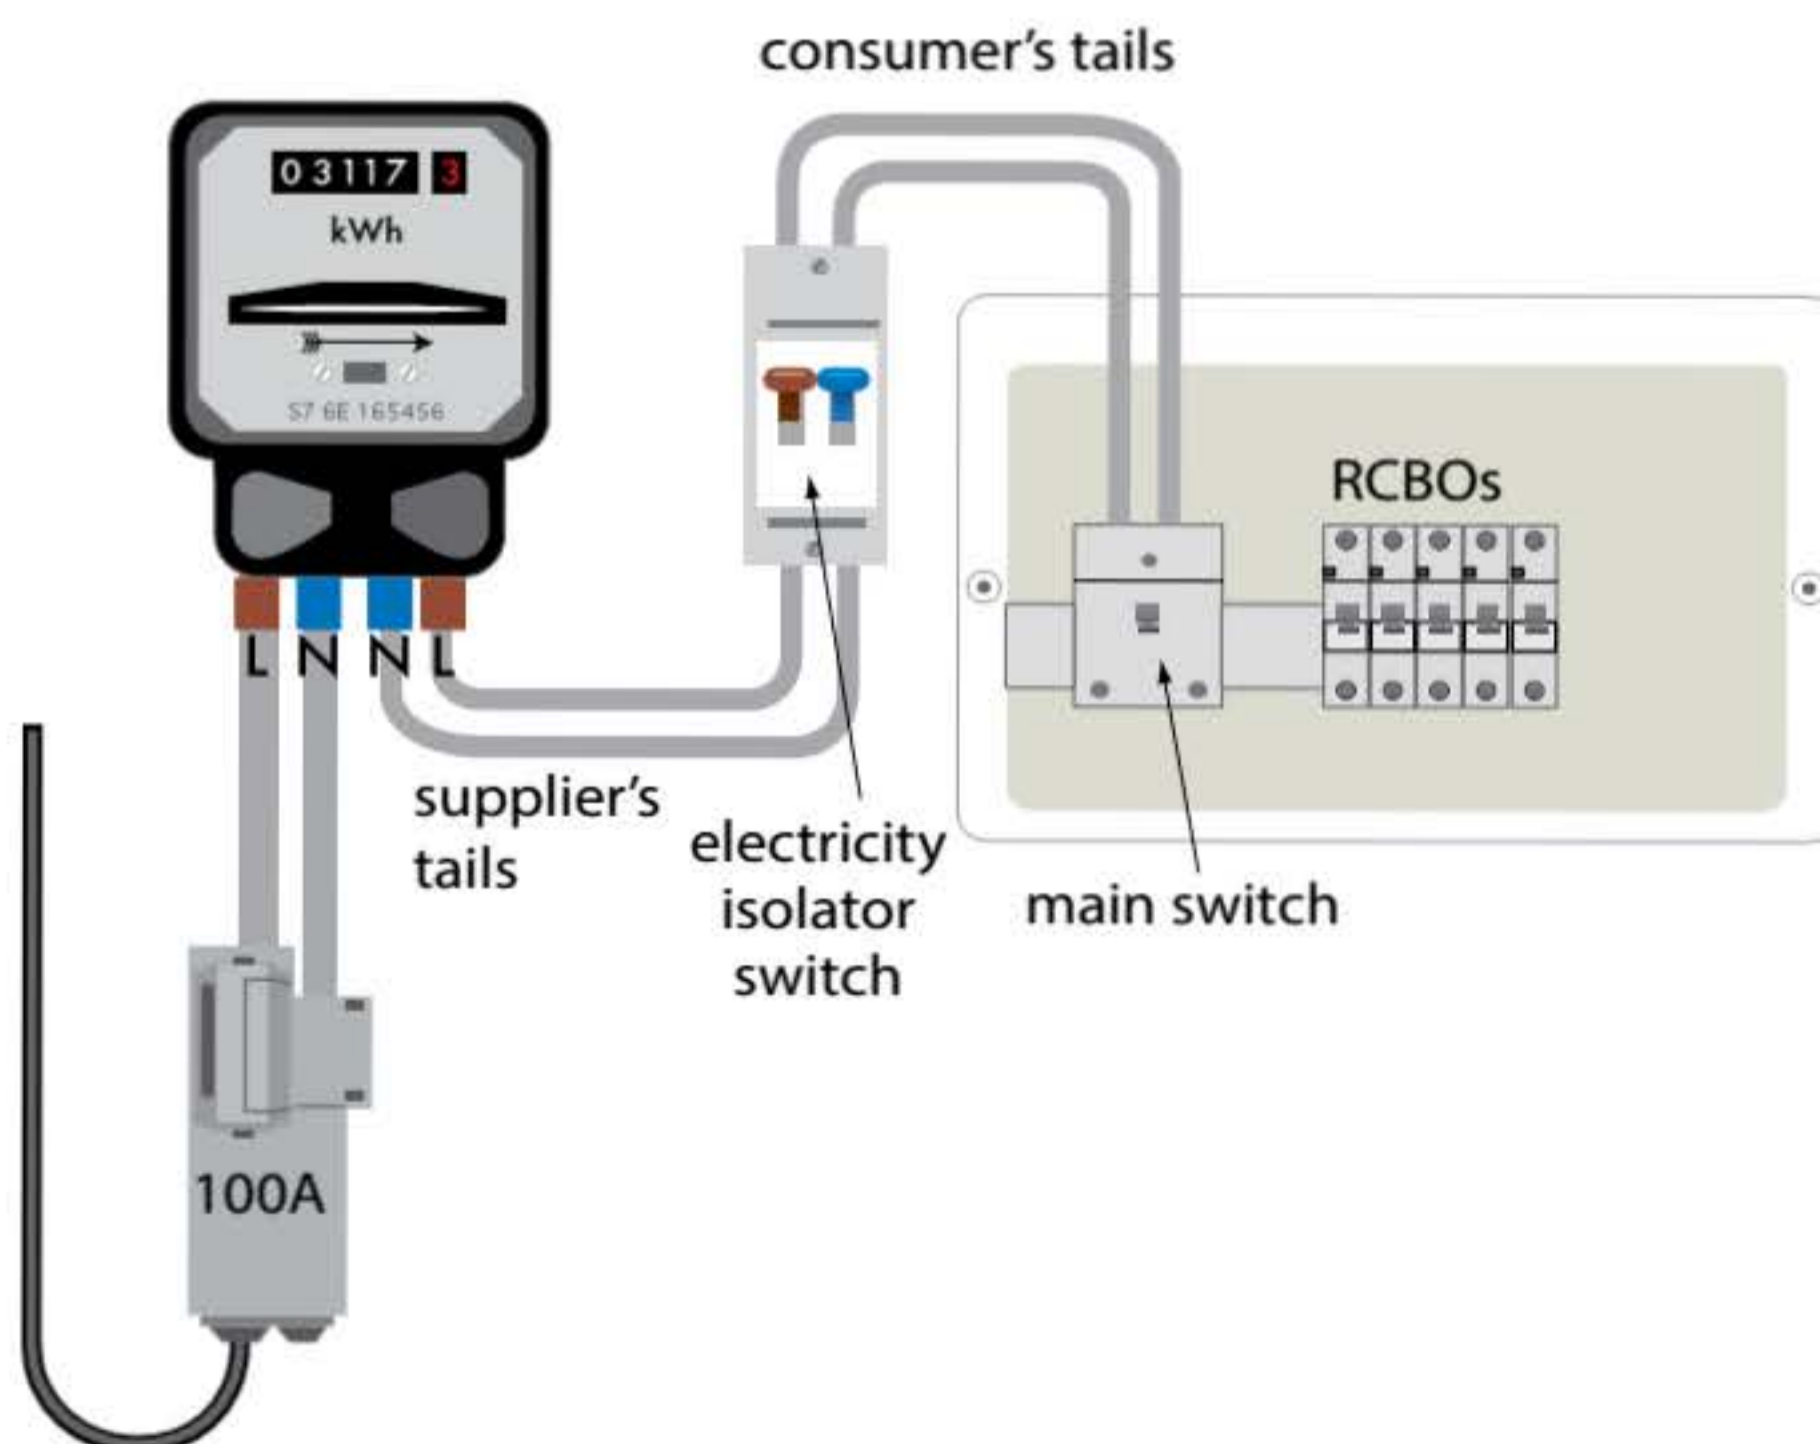 consumer's tails
03117 3
kWh
S7 6E 165456
L N N L
RCBOs
supplier's
tails
electricity
isolator
switch
main switch
100A